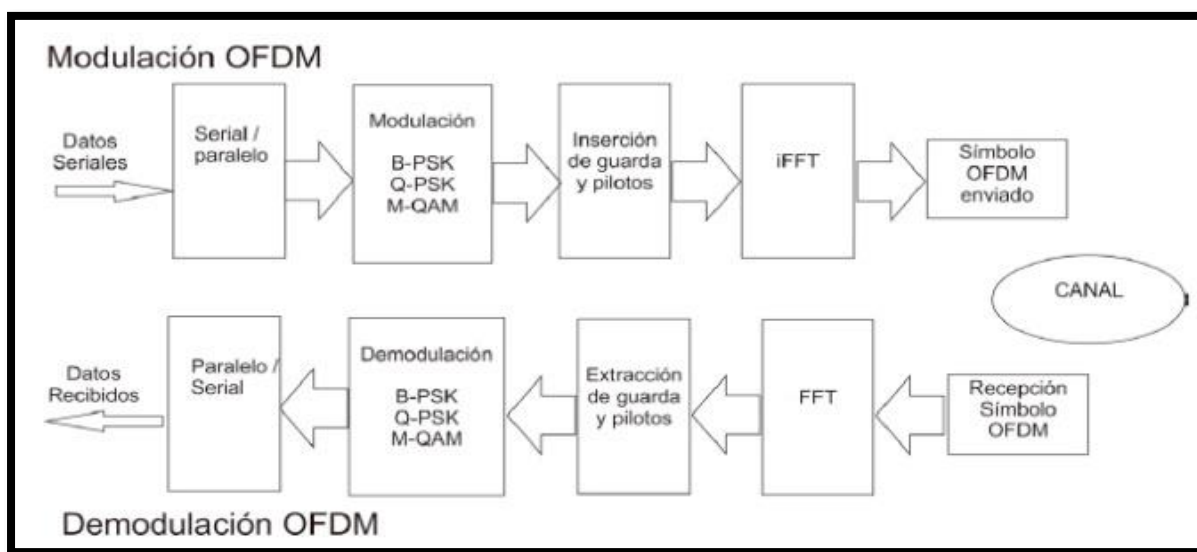 Modulación OFDM
Datos
Seriales
Serial /
paralelo
Modulación
B-PSK
Q-PSK
M-QAM
Inserción
de guarda
y pilotos
iFFT
Símbolo
OFDM
enviado
CANAL
Datos
Recibidos
Paralelo /
Serial
Demodulación
B-PSK
Q-PSK
M-QAM
Extracción
de guarda
y pilotos
FFT
Recepción
Símbolo
OFDM
Demodulación OFDM